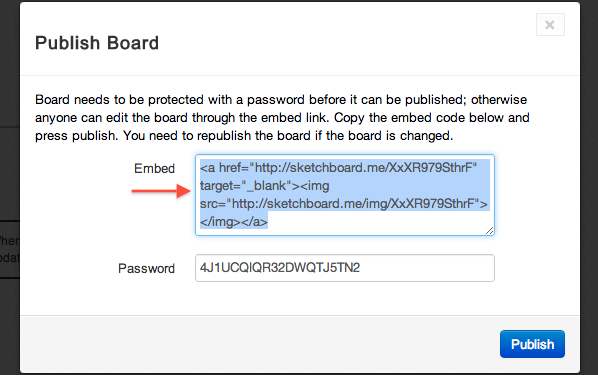 Publish Board
×
Board needs to be protected with a password before it can be published; otherwise
anyone can edit the board through the embed link. Copy the embed code below and
press publish. You need to republish the board if the board is changed.
Embed
<a href="http://sketchboard.me/XxXR979SthrF"
target="_blank"><img
src="http://sketchboard.me/img/XxXR979SthrF">
</img></a>
Password
4J1UCQIQR32DWQTJ5TN2
Publish